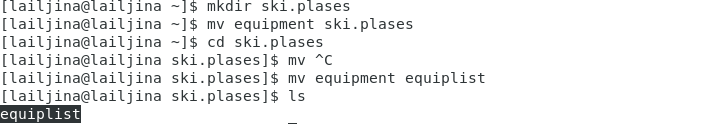 [lailjina@lailjina ~]$ mkdir ski.plases
[lailjina@lailjina ~]$ mv equipment ski.plases
[lailjina@lailjina ~]$ cd ski.plases
[lailjina@lailjina ski.plases]$ mv ^C
[lailjina@lailjina ski.plases]$ mv equipment equiplist
[lailjina@lailjina ski.plases]$ ls
equiplist